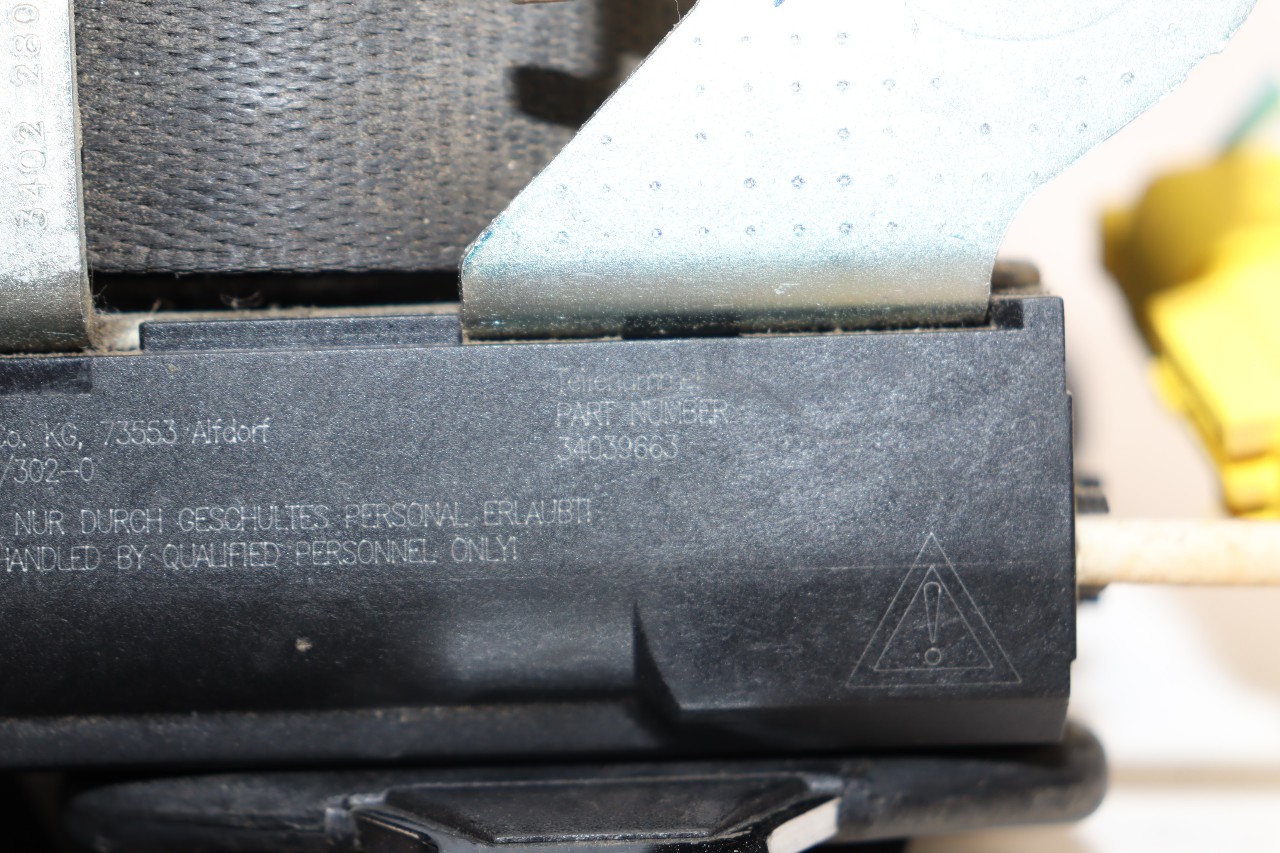 3402 280
Teilenummer
PART NUMBER
34039663
Co. KG, 73553 Alfdorf
/302-0
NUR DURCH GESCHULTES PERSONAL ERLAUBT!
HANDLED BY QUALIFIED PERSONNEL ONLY!